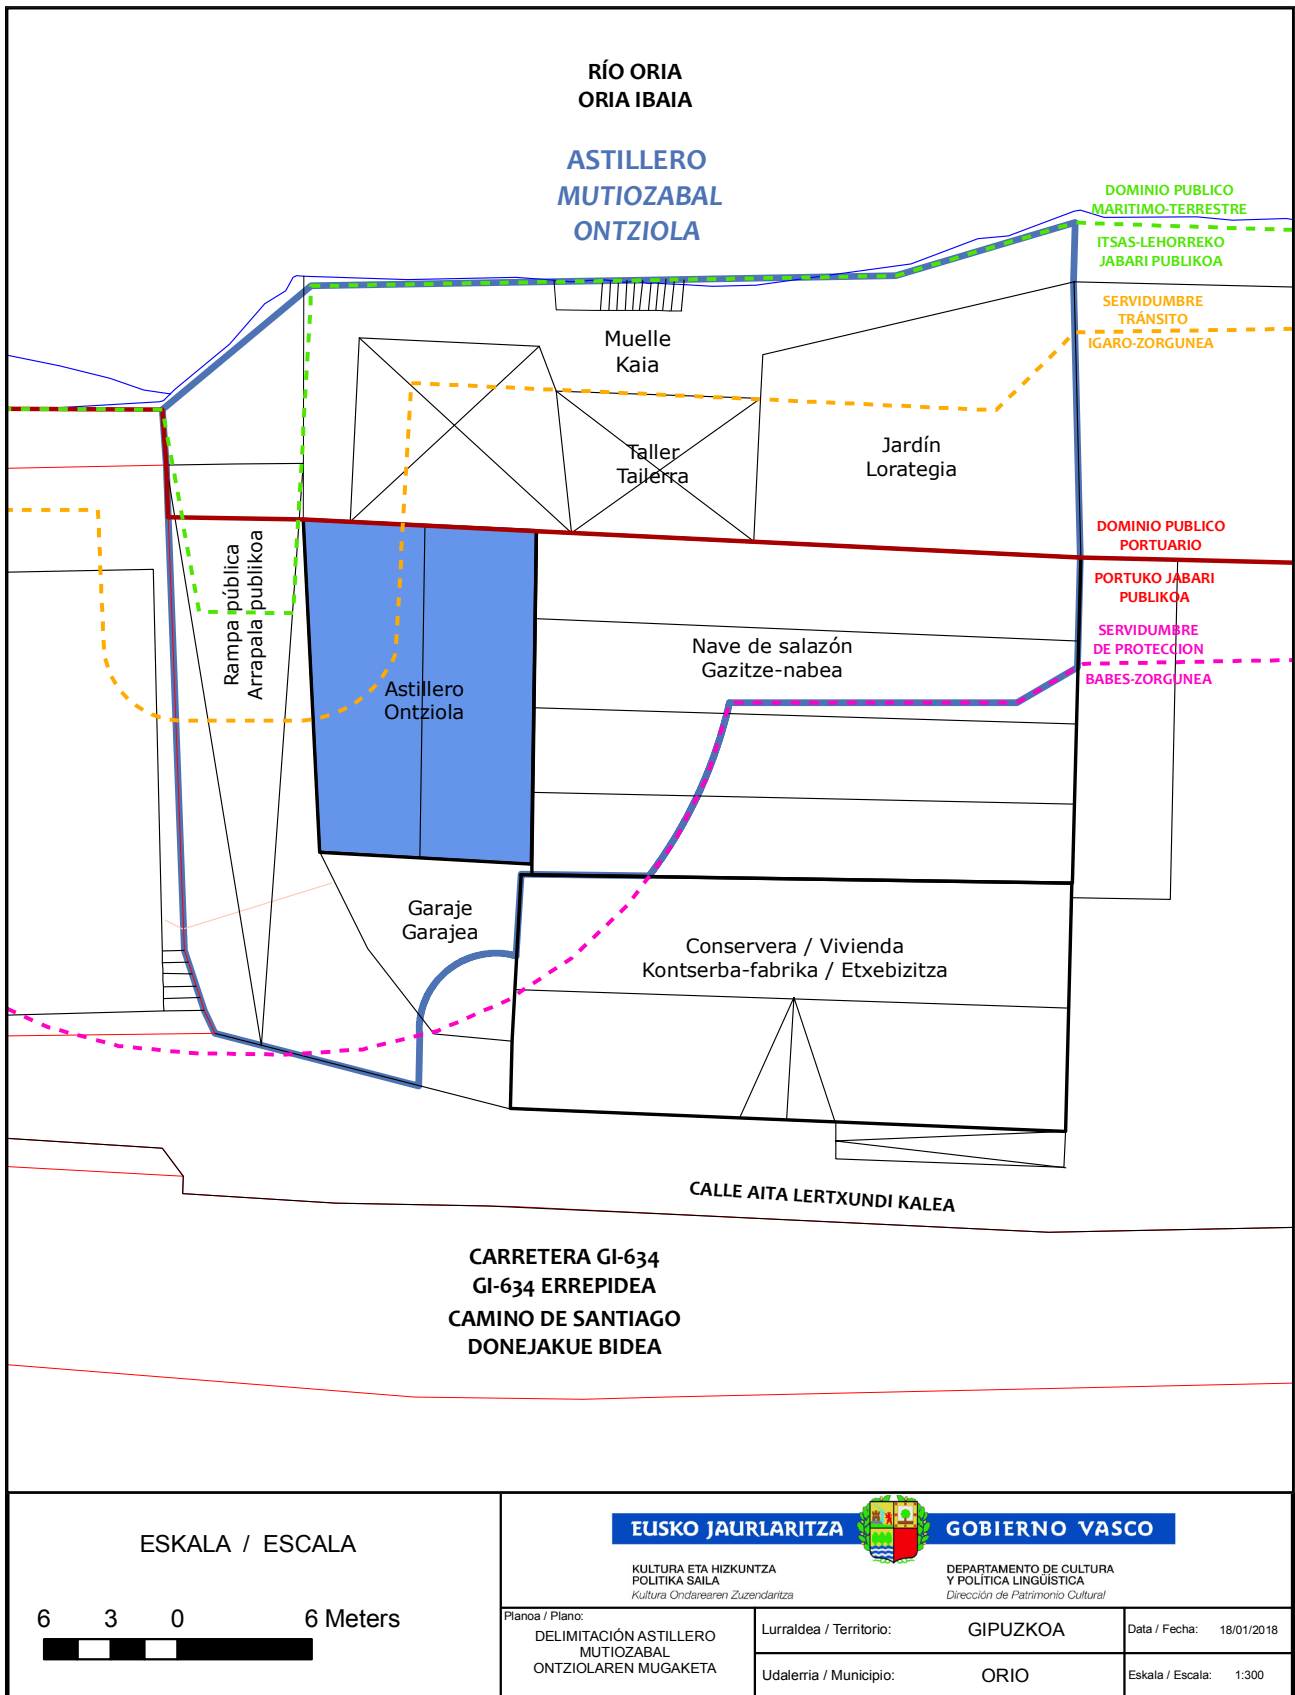 RÍO ORIA
ORIA IBAIA
ASTILLERO
MUTIOZABAL
ONTZIOLA
DOMINIO PUBLICO
MARITIMO-TERRESTRE
ITSAS-LEHORREKO
JABARI PUBLIKOA
SERVIDUMBRE
TRÁNSITO
IGARO-ZORGUNEA
Muelle
Kaia
Taller
Tailerra
Jardín
Lorategia
DOMINIO PUBLICO
PORTUARIO
PORTUKO JABARI
PUBLIKOA
SERVIDUMBRE
DE PROTECCION
BABES-ZORGUNEA
Rampa pública
Arrapala publikoa
Astillero
Ontziola
Nave de salazón
Gazitze-nabea
Garaje
Garajea
Conservera / Vivienda
Kontserba-fabrika / Etxebizitza
CALLE AITA LERTXUNDI KALEA
CARRETERA GI-634
GI-634 ERREPIDEA
CAMINO DE SANTIAGO
DONEJAKUE BIDEA
ESKALA / ESCALA
6 3 0 6 Meters
EUSKO JAURLARITZA GOBIERNO VASCO
KULTURA ETA HIZKUNTZA
POLITIKA SAILA
Kultura Ondarearen Zuzendaritza
DEPARTAMENTO DE CULTURA
Y POLÍTICA LINGÜÍSTICA
Dirección de Patrimonio Cultural
Planoa / Plano:
DELIMITACIÓN ASTILLERO
MUTIOZABAL
ONTZIOLAREN MUGAKETA
Lurraldea / Territorio: GIPUZKOA
Data / Fecha: 18/01/2018
Udalerria / Municipio: ORIO
Eskala / Escala: 1:300